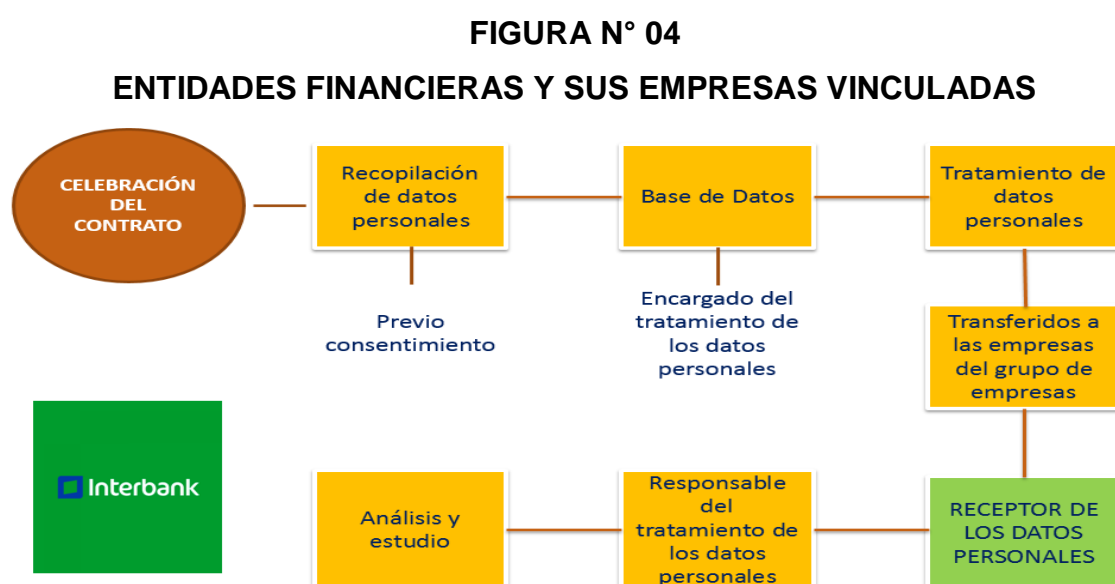 FIGURA N° 04
ENTIDADES FINANCIERAS Y SUS EMPRESAS VINCULADAS
CELEBRACIÓN
DEL
CONTRATO
Recopilación
de datos
personales
Base de Datos
Tratamiento de
datos
personales
Previo
consentimiento
Encargado del
tratamiento de
los datos
personales
Transferidos a
las empresas
del grupo de
empresas
Interbank
Análisis y
estudio
Responsable
del
tratamiento de
los datos
personales
RECEPTOR DE
LOS DATOS
PERSONALES